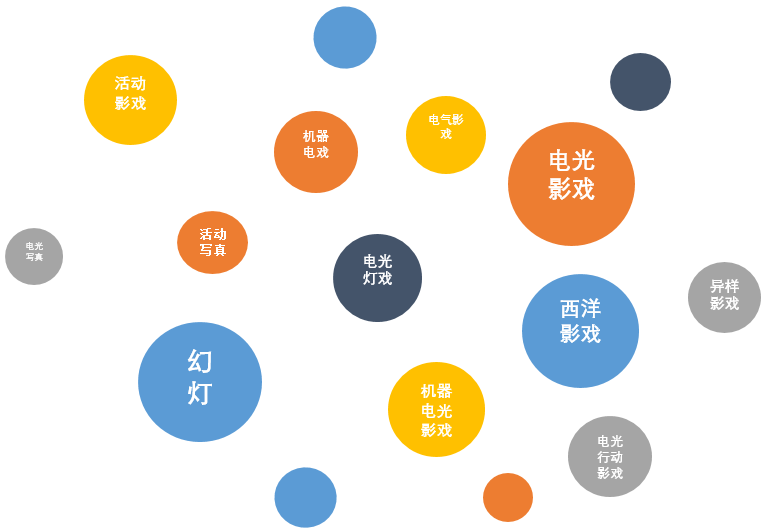 活动
影戏
机器
电戏
电气影
戏
电光
影戏
电光
写真
活动
写真
电光
灯戏
异样
影戏
西洋
影戏
幻
灯
机器
电光
影戏
电光
行动
影戏